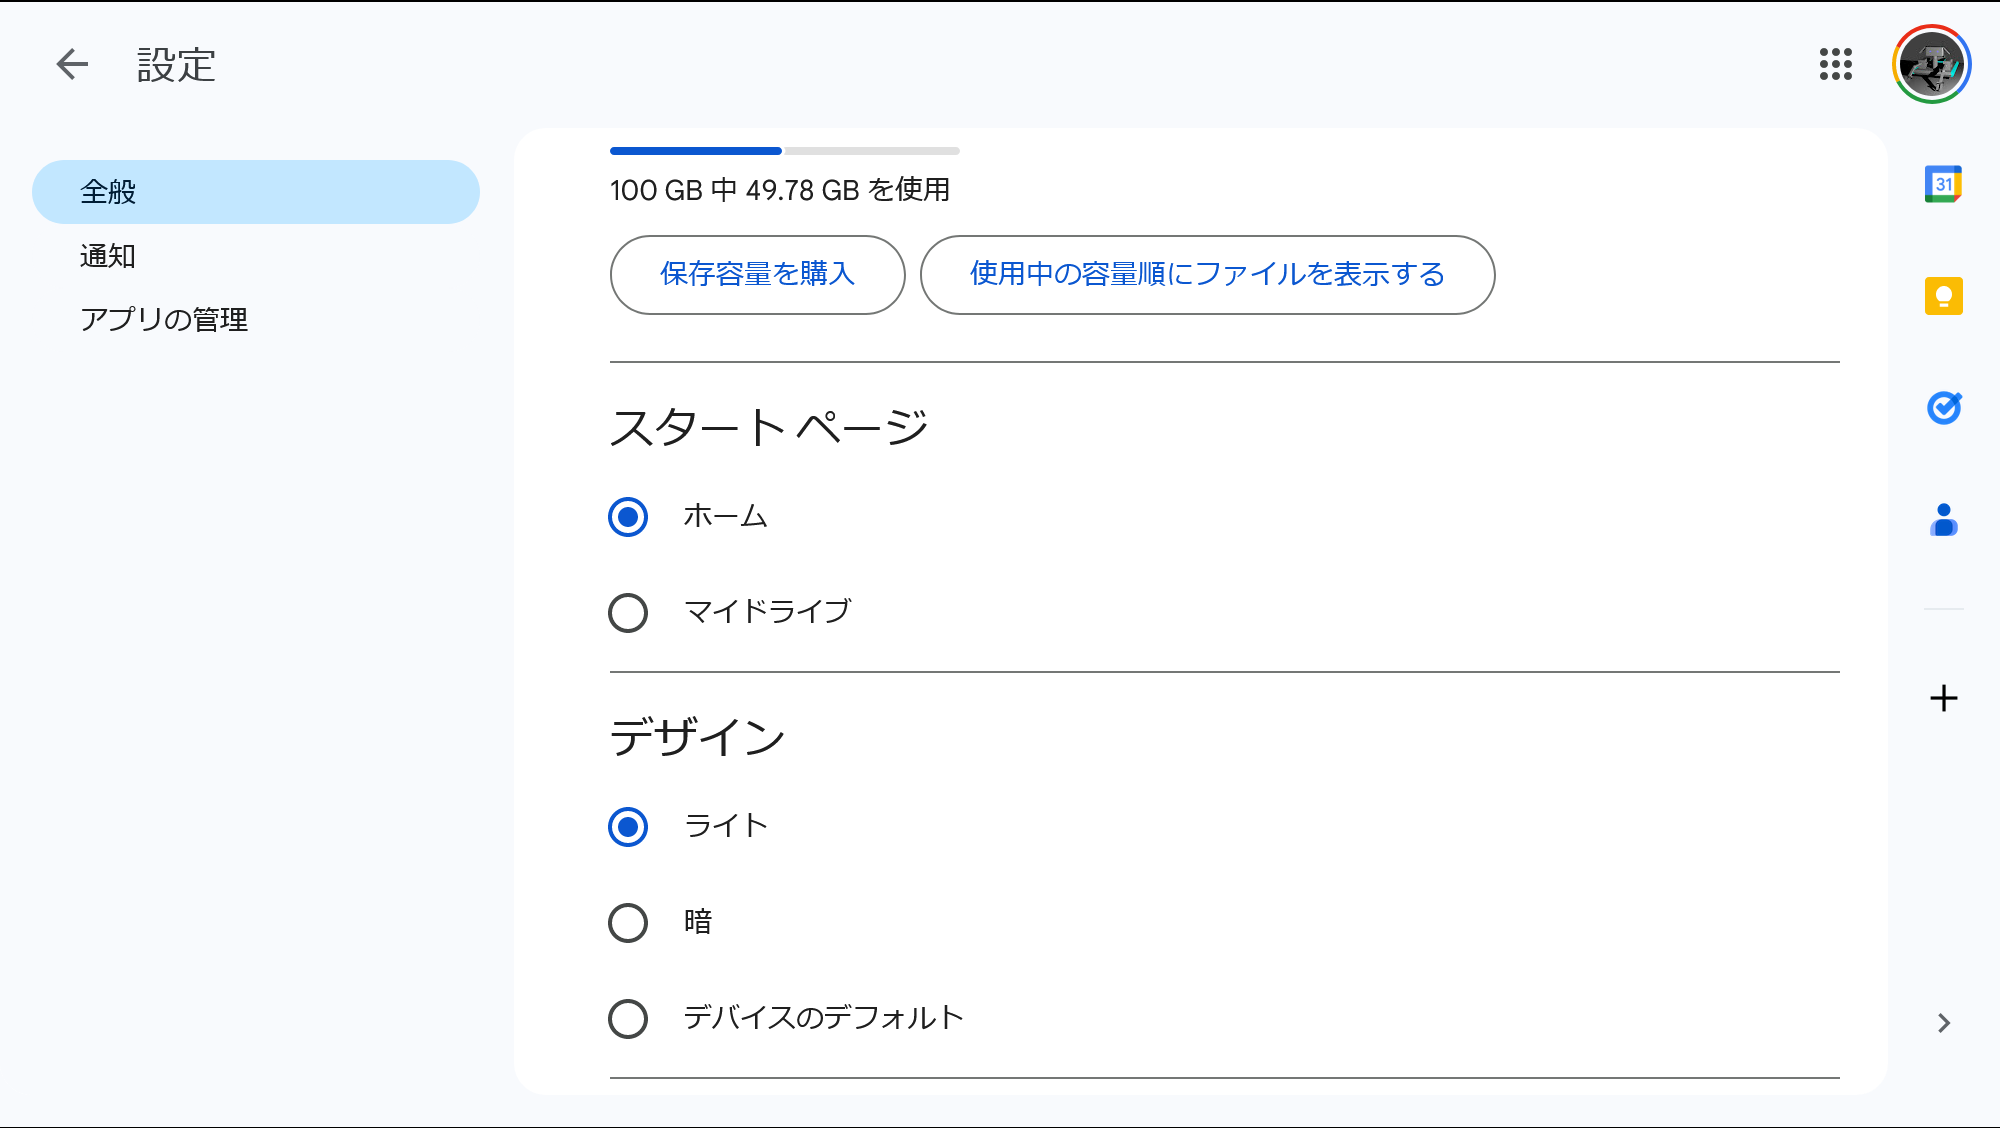 設定
全般
通知
アプリの管理
100 GB 中 49.78 GB を使用
保存容量を購入
使用中の容量順にファイルを表示する
スタート ページ
ホーム
マイドライブ
デザイン
ライト
暗
デバイスのデフォルト
31